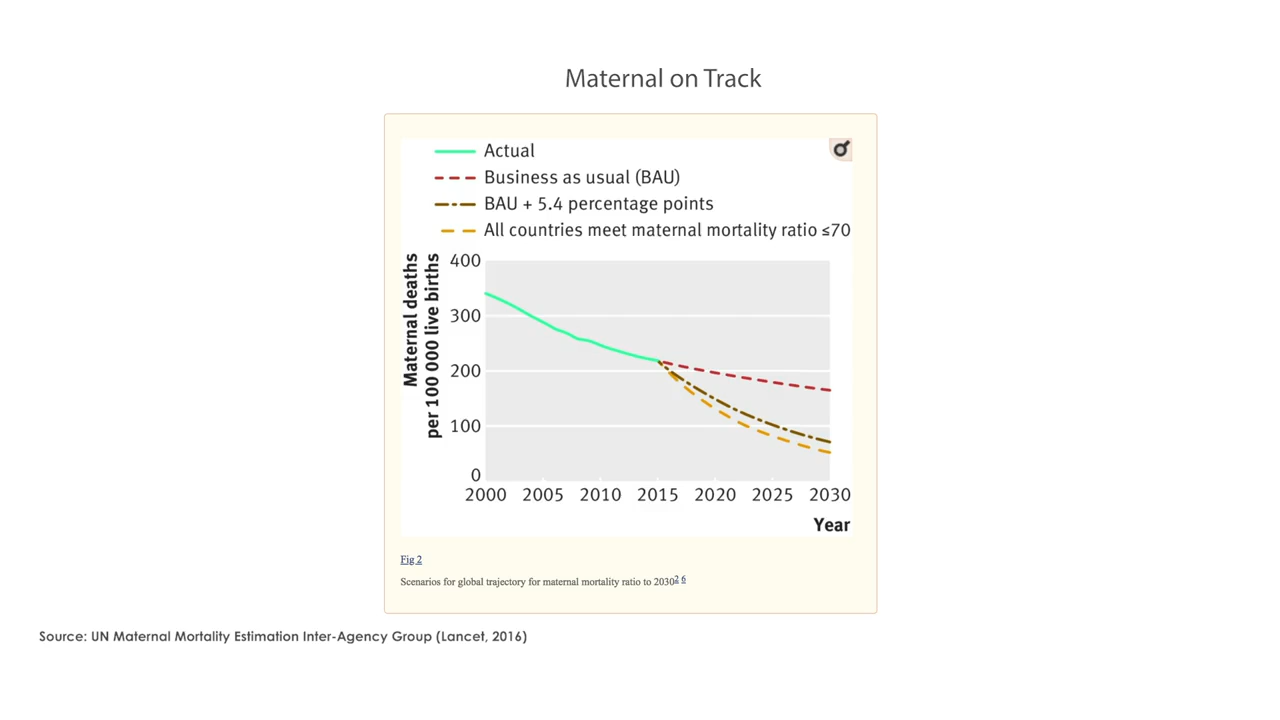 Maternal on Track
Actual
Business as usual (BAU)
BAU + 5.4 percentage points
All countries meet maternal mortality ratio ≤70
Maternal deaths
per 100 000 live births
400
300
200
100
0
2000 2005 2010 2015 2020 2025 2030
Year
Fig 2
Scenarios for global trajectory for maternal mortality ratio to 20302 6
Source: UN Maternal Mortality Estimation Inter-Agency Group (Lancet, 2016)